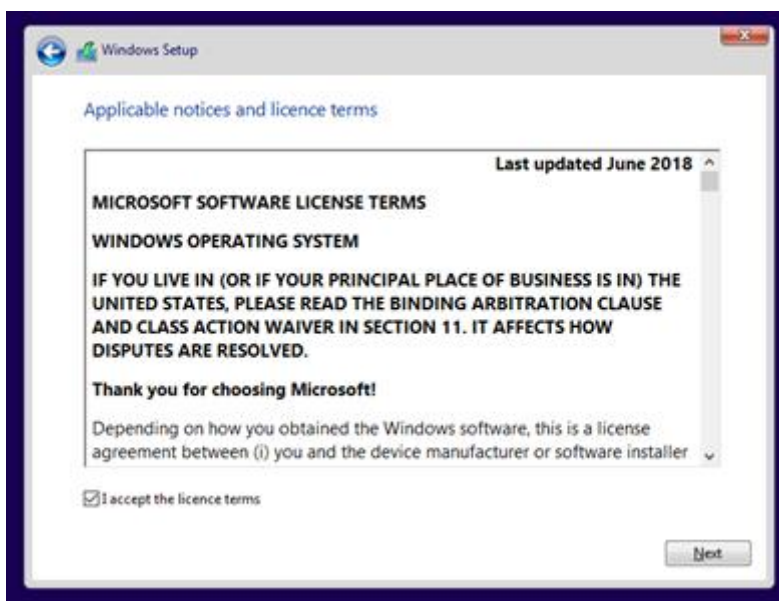 Windows Setup
Applicable notices and licence terms
Last updated June 2018
MICROSOFT SOFTWARE LICENSE TERMS
WINDOWS OPERATING SYSTEM
IF YOU LIVE IN (OR IF YOUR PRINCIPAL PLACE OF BUSINESS IS IN) THE
UNITED STATES, PLEASE READ THE BINDING ARBITRATION CLAUSE
AND CLASS ACTION WAIVER IN SECTION 11. IT AFFECTS HOW
DISPUTES ARE RESOLVED.
Thank you for choosing Microsoft!
Depending on how you obtained the Windows software, this is a license
agreement between (i) you and the device manufacturer or software installer
I accept the licence terms
Next